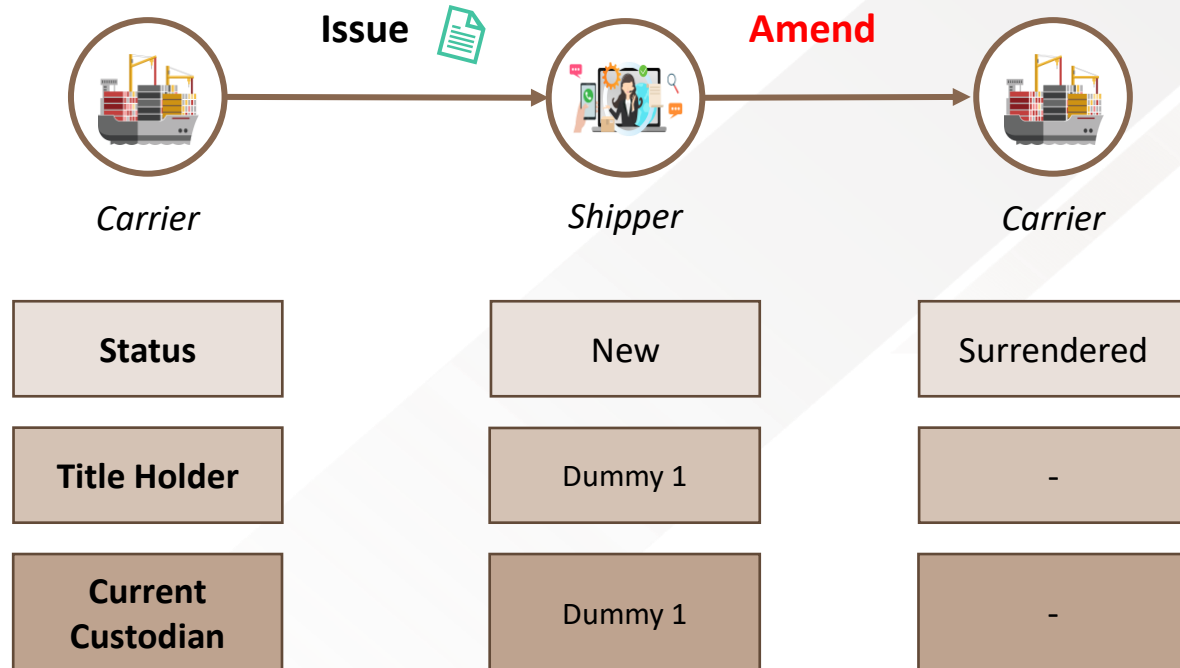 Issue
Amend
Carrier
Shipper
Carrier
Status
New
Surrendered
Title Holder
Dummy 1
-
Current
Custodian
Dummy 1
-